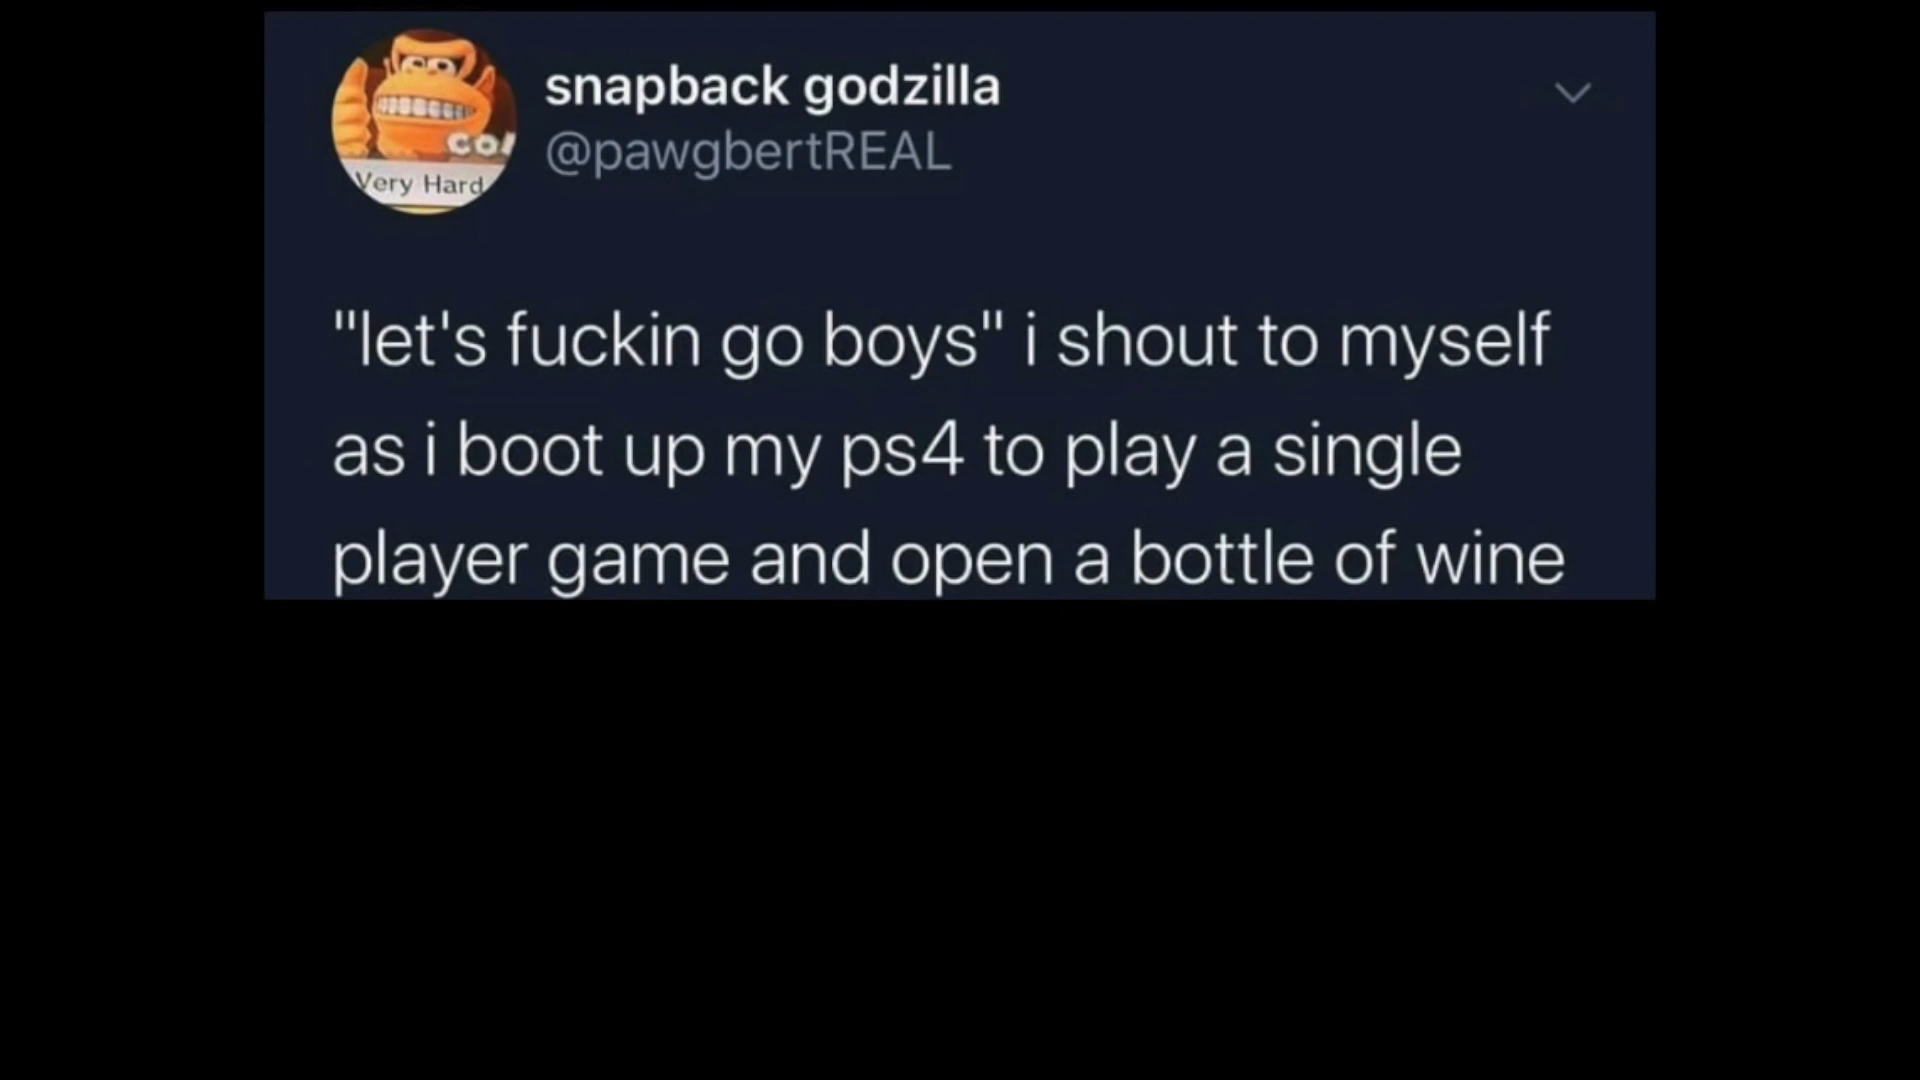 snapback godzilla
@pawgbertREAL
Very Hard
"let's fuckin go boys" i shout to myself
as i boot up my ps4 to play a single
player game and open a bottle of wine